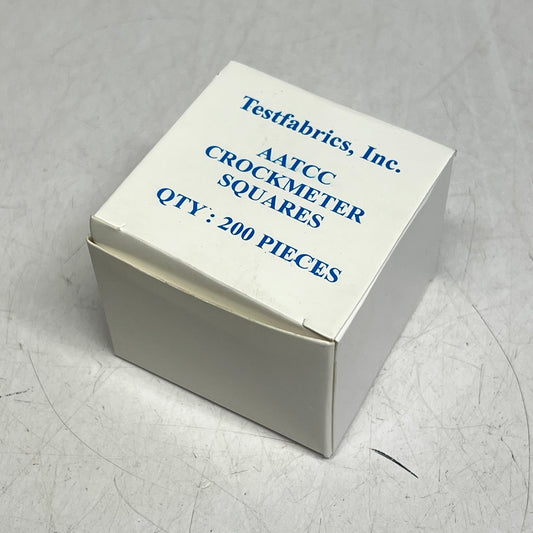 Testfabrics, Inc.
AATCC
CROCKMETER
SQUARES
QTY : 200 PIECES